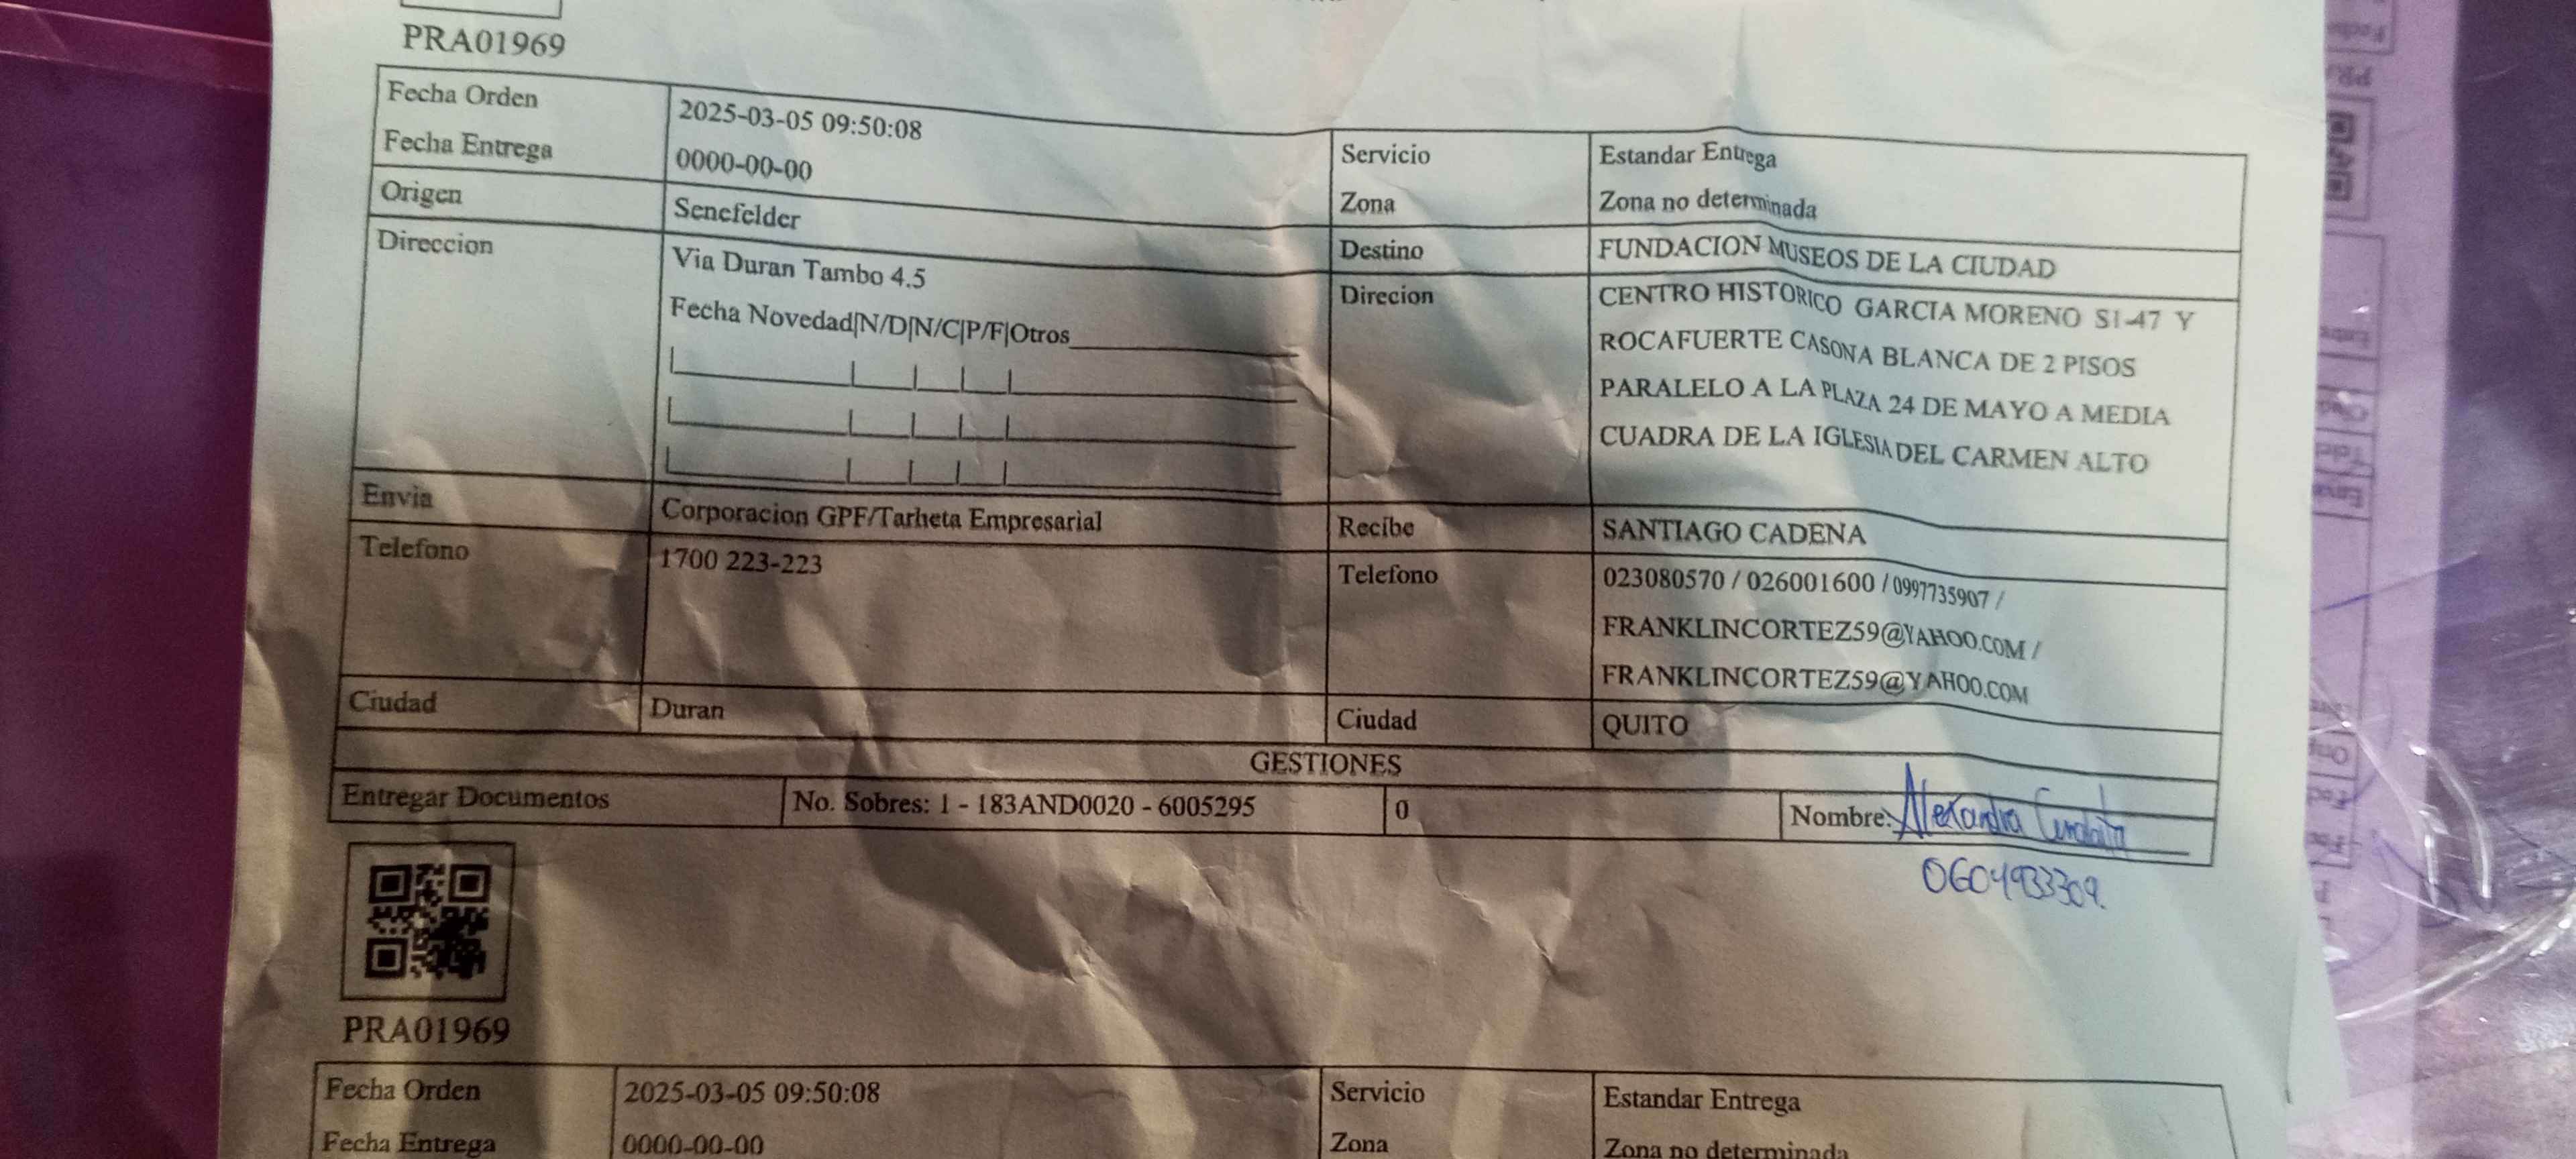 PRA01969
Fecha Orden 2025-03-05 09:50:08 Servicio Estandar Entrega
Fecha Entrega 0000-00-00 Zona Zona no determinada
Origen Senefelder Destino FUNDACION MUSEOS DE LA CIUDAD
Direccion Via Duran Tambo 4.5 Direcion CENTRO HISTORICO GARCIA MORENO S1-47 Y
Fecha Novedad|N/D|N/C|P/F|Otros ROCAFUERTE CASONA BLANCA DE 2 PISOS
PARALELO A LA PLAZA 24 DE MAYO A MEDIA
CUADRA DE LA IGLESIA DEL CARMEN ALTO
Envia Corporacion GPF/Tarheta Empresarial Recibe SANTIAGO CADENA
Telefono 1700 223-223 Telefono 023080570 / 026001600 / 0997735907 /
FRANKLINCORTEZ59@YAHOO.COM /
FRANKLINCORTEZ59@YAHOO.COM
Ciudad Duran Ciudad QUITO
GESTIONES
Entregar Documentos No. Sobres: 1 - 183AND0020 - 6005295 0 Nombre: Alexandra
0604933309.
PRA01969
Fecha Orden 2025-03-05 09:50:08 Servicio Estandar Entrega
Fecha Entrega 0000-00-00 Zona Zona no determinada